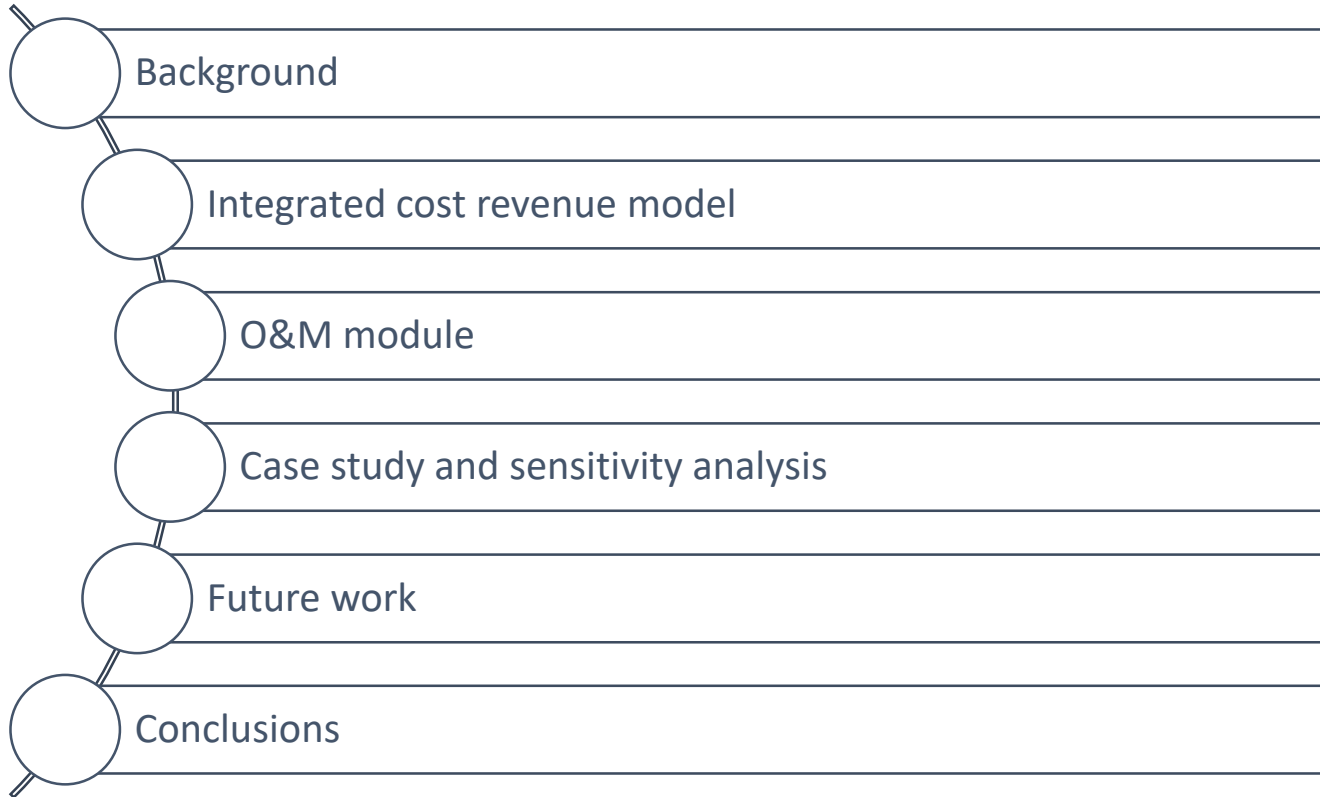 Background
Integrated cost revenue model
O&M module
Case study and sensitivity analysis
Future work
Conclusions